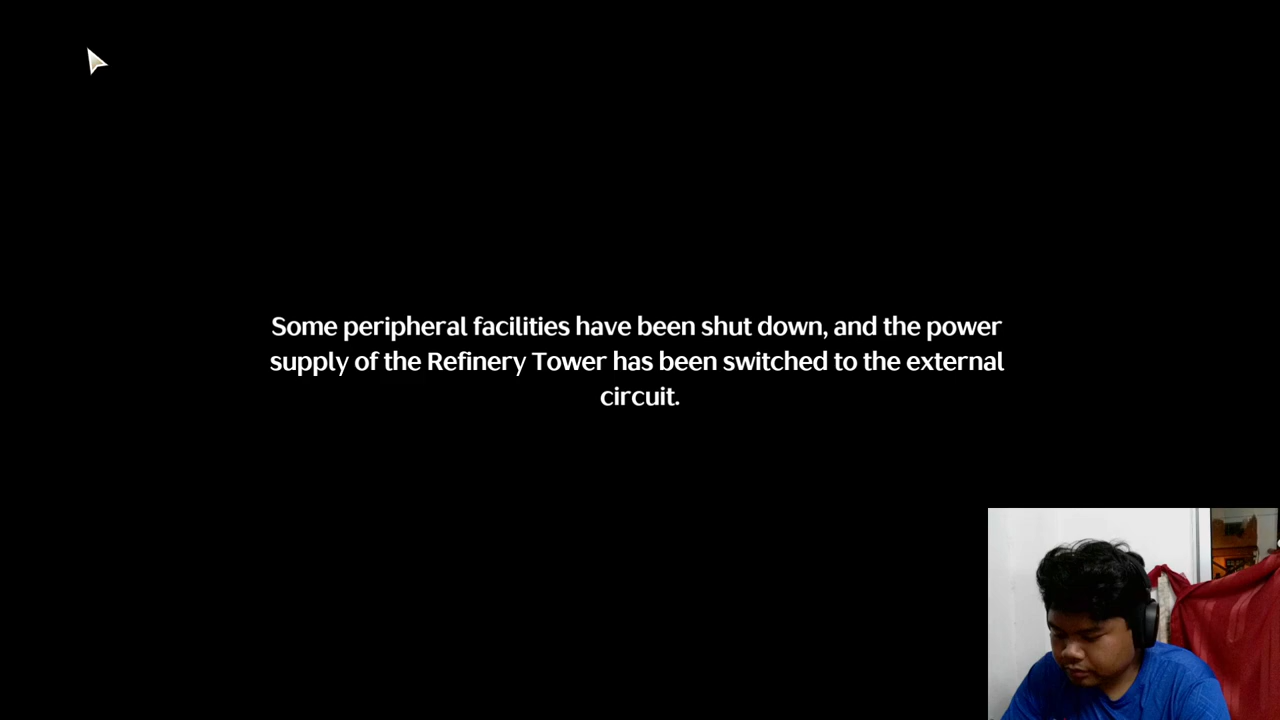 Some peripheral facilities have been shut down, and the power
supply of the Refinery Tower has been switched to the external
circuit.